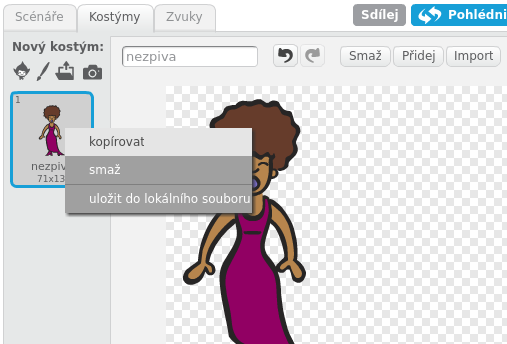 Scénáře Kostýmy Zvuky Sdílej Pohlédni
Nový kostým:
nezpiva Smaž Přidej Import
1
kopírovat
nezpiv
smaž
71x13
uložit do lokálního souboru